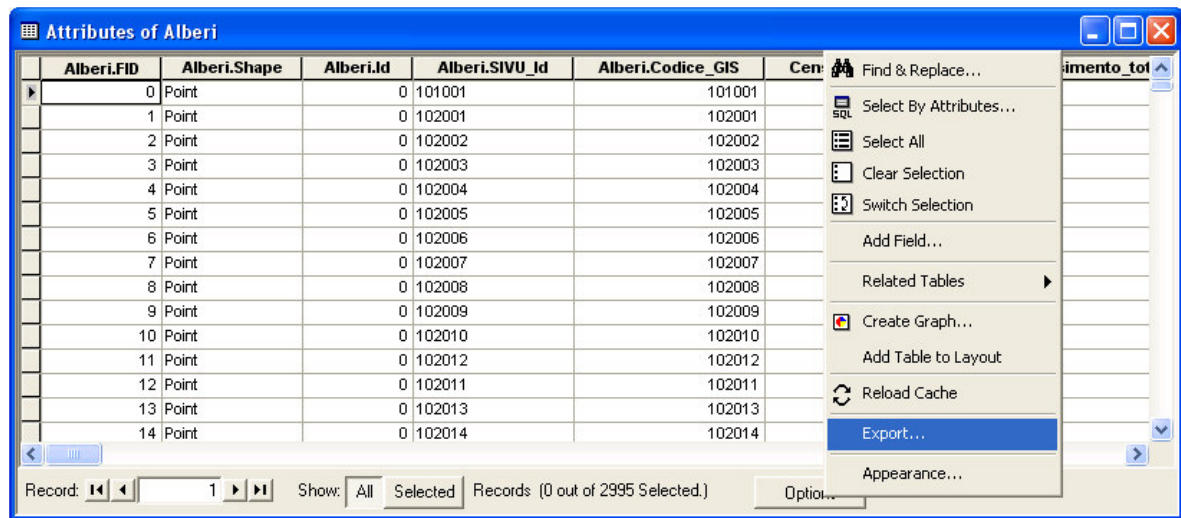 Attributes of Alberi
Alberi.FID Alberi.Shape Alberi.Id Alberi.SIVU_Id Alberi.Codice_GIS Cens simento_tot
0 Point 0 101001 101001
1 Point 0 102001 102001
2 Point 0 102002 102002
3 Point 0 102003 102003
4 Point 0 102004 102004
5 Point 0 102005 102005
6 Point 0 102006 102006
7 Point 0 102007 102007
8 Point 0 102008 102008
9 Point 0 102009 102009
10 Point 0 102010 102010
11 Point 0 102012 102012
12 Point 0 102011 102011
13 Point 0 102013 102013
14 Point 0 102014 102014
Find & Replace...
SQL Select By Attributes...
Select All
Clear Selection
Switch Selection
Add Field...
Related Tables
Create Graph...
Add Table to Layout
Reload Cache
Export...
Appearance...
Record: 1 Show: All Selected Records (0 out of 2995 Selected.) Option